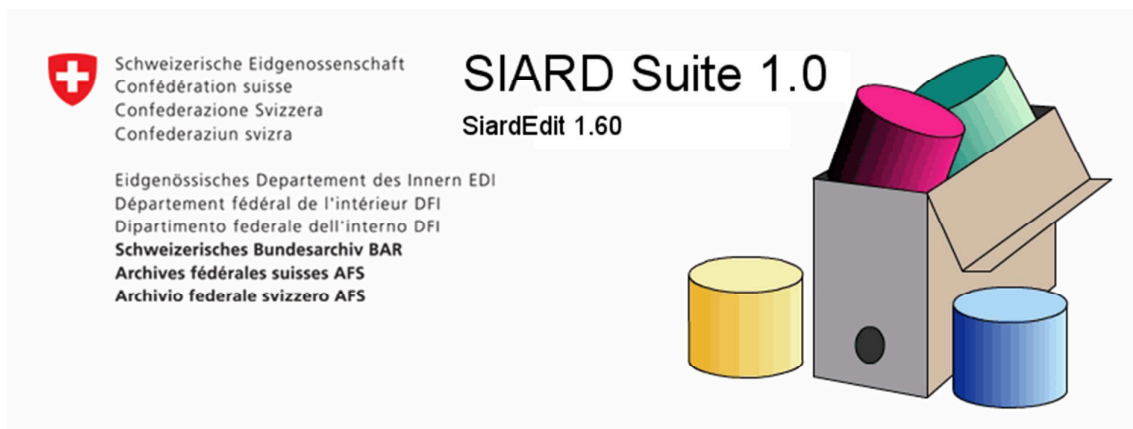 Schweizerische Eidgenossenschaft
Confédération suisse
Confederazione Svizzera
Confederaziun svizra
SIARD Suite 1.0
SiardEdit 1.60
Eidgenössisches Departement des Innern EDI
Département fédéral de l'intérieur DFI
Dipartimento federale dell'interno DFI
Schweizerisches Bundesarchiv BAR
Archives fédérales suisses AFS
Archivio federale svizzero AFS